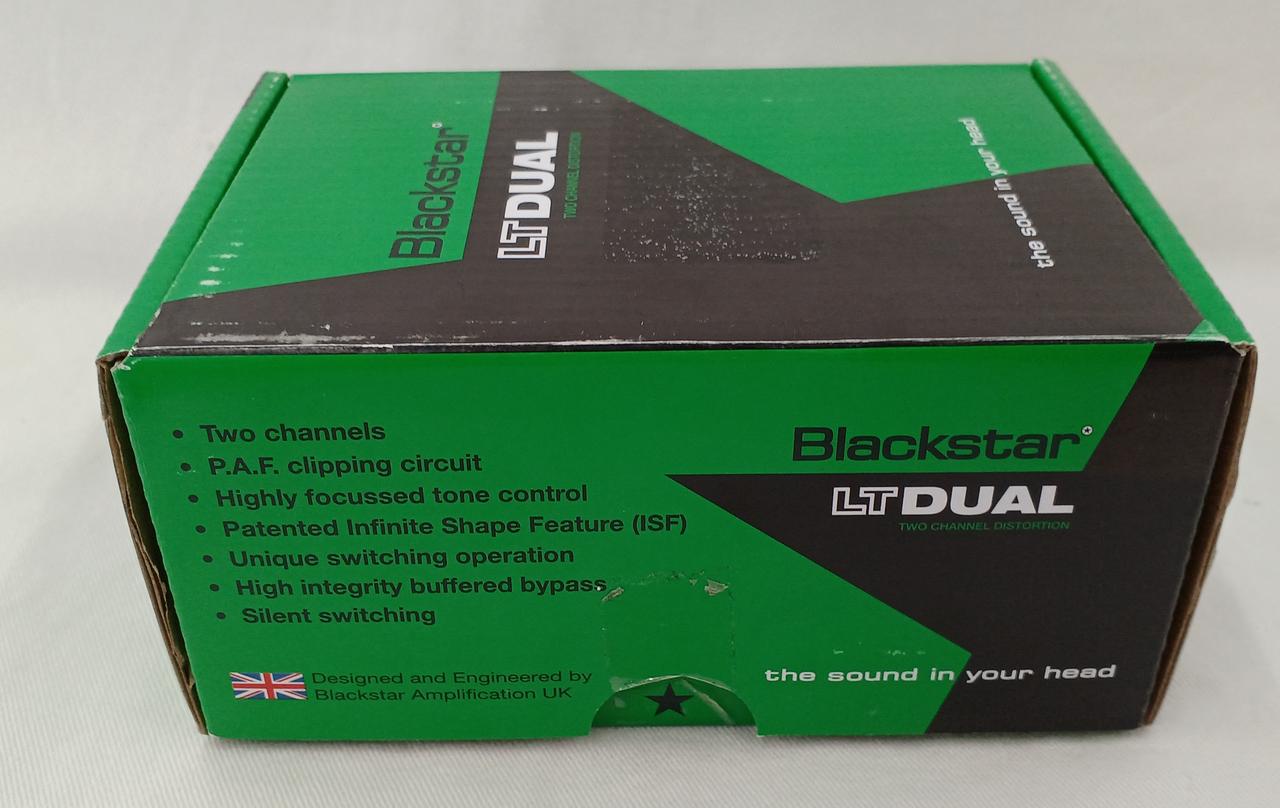 Blackstar
LT DUAL
TWO CHANNEL DISTORTION
the sound in your head
• Two channels
• P.A.F. clipping circuit
• Highly focussed tone control
• Patented Infinite Shape Feature (ISF)
• Unique switching operation
• High integrity buffered bypass
• Silent switching
Designed and Engineered by
Blackstar Amplification UK
Blackstar
LT DUAL
TWO CHANNEL DISTORTION
the sound in your head